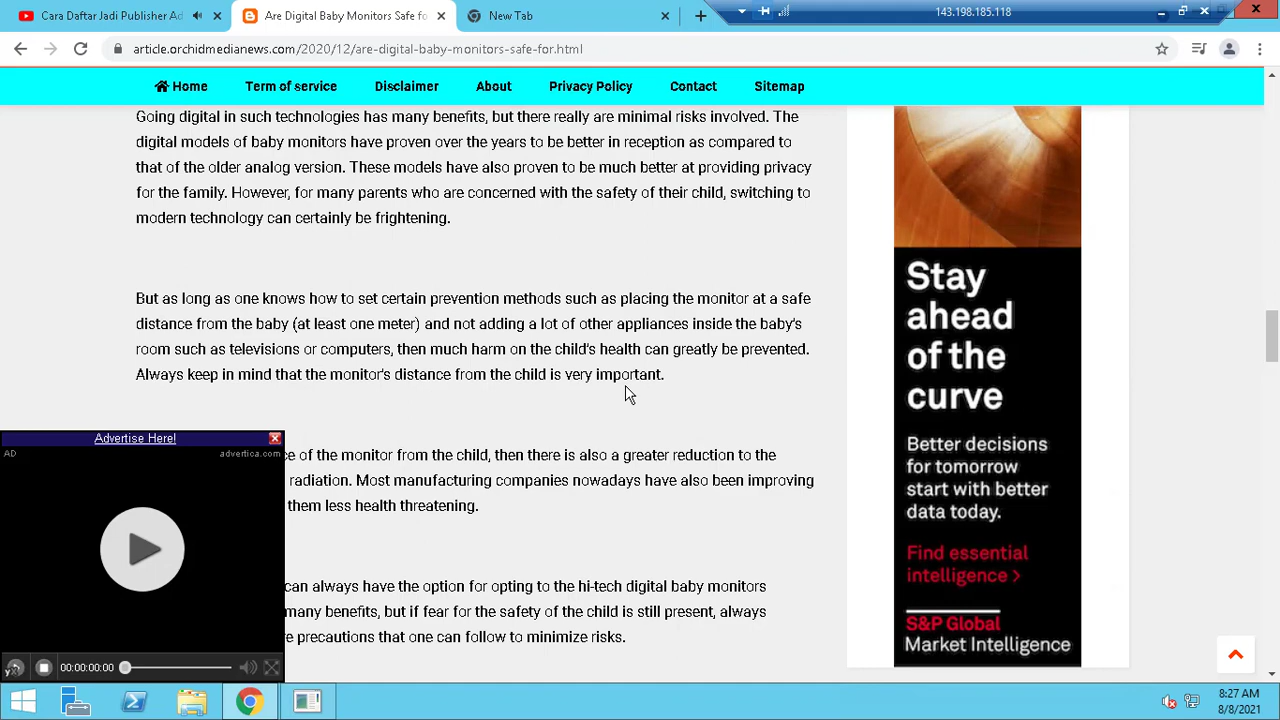 Cara Daftar Jadi Publisher Ad
Are Digital Baby Monitors Safe for
New Tab
143.198.185.118
article.orchidmedianews.com/2020/12/are-digital-baby-monitors-safe-for.html
Home
Term of service
Disclaimer
About
Privacy Policy
Contact
Sitemap
Going digital in such technologies has many benefits, but there really are minimal risks involved. The
digital models of baby monitors have proven over the years to be better in reception as compared to
that of the older analog version. These models have also proven to be much better at providing privacy
for the family. However, for many parents who are concerned with the safety of their child, switching to
modern technology can certainly be frightening.
But as long as one knows how to set certain prevention methods such as placing the monitor at a safe
distance from the baby (at least one meter) and not adding a lot of other appliances inside the baby's
room such as televisions or computers, then much harm on the child's health can greatly be prevented.
Always keep in mind that the monitor's distance from the child is very important.
ce of the monitor from the child, then there is also a greater reduction to the
radiation. Most manufacturing companies nowadays have also been improving
them less health threatening.
can always have the option for opting to the hi-tech digital baby monitors
many benefits, but if fear for the safety of the child is still present, always
re precautions that one can follow to minimize risks.
Advertise Here!
AD
advertica.com
00:00:00:00
Stay
ahead
of the
curve
Better decisions
for tomorrow
start with better
data today.
Find essential
intelligence >
S&P Global
Market Intelligence
8:27 AM
8/8/2021